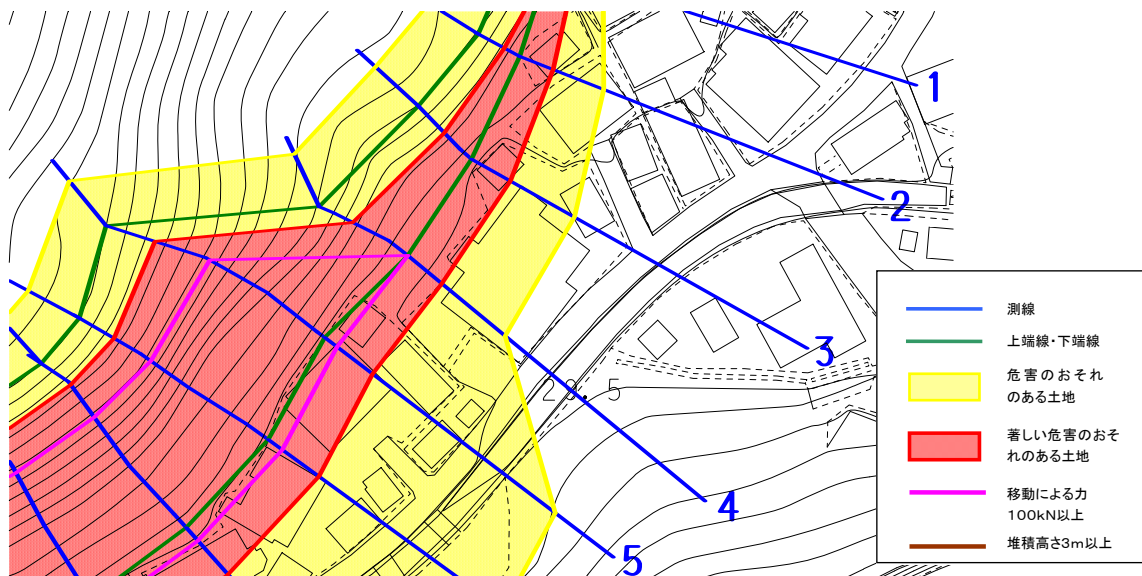 1
2
3
29.5
4
5
測線
上端線・下端線
危害のおそれ
のある土地
著しい危害のおそ
れのある土地
移動による力
100kN以上
堆積高さ3m以上